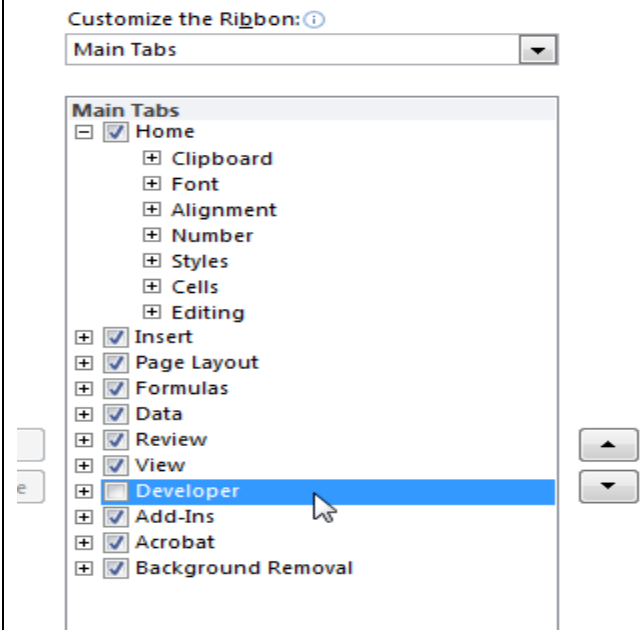 Customize the Ribbon:
Main Tabs
Main Tabs
Home
Clipboard
Font
Alignment
Number
Styles
Cells
Editing
Insert
Page Layout
Formulas
Data
Review
View
e
Developer
Add-Ins
Acrobat
Background Removal